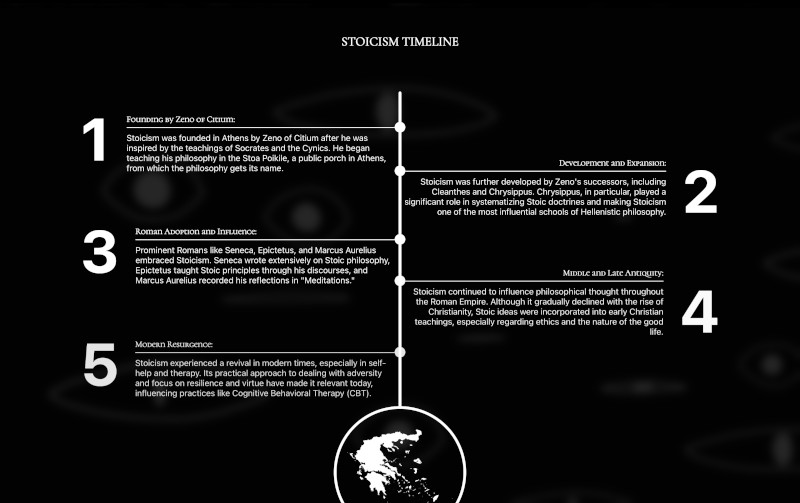 STOICISM TIMELINE
1
Founding by Zeno of Citium:
Stoicism was founded in Athens by Zeno of Citium after he was
inspired by the teachings of Socrates and the Cynics. He began
teaching his philosophy in the Stoa Poikile, a public porch in Athens,
from which the philosophy gets its name.
2
Development and Expansion:
Stoicism was further developed by Zeno's successors, including
Cleanthes and Chrysippus. Chrysippus, in particular, played a
significant role in systematizing Stoic doctrines and making Stoicism
one of the most influential schools of Hellenistic philosophy.
3
Roman Adoption and Influence:
Prominent Romans like Seneca, Epictetus, and Marcus Aurelius
embraced Stoicism. Seneca wrote extensively on Stoic philosophy,
Epictetus taught Stoic principles through his discourses, and
Marcus Aurelius recorded his reflections in "Meditations."
4
Middle and Late Antiquity:
Stoicism continued to influence philosophical thought throughout
the Roman Empire. Although it gradually declined with the rise of
Christianity, Stoic ideas were incorporated into early Christian
teachings, especially regarding ethics and the nature of the good
life.
5
Modern Resurgence:
Stoicism experienced a revival in modern times, especially in self-
help and therapy. Its practical approach to dealing with adversity
and focus on resilience and virtue have made it relevant today,
influencing practices like Cognitive Behavioral Therapy (CBT).